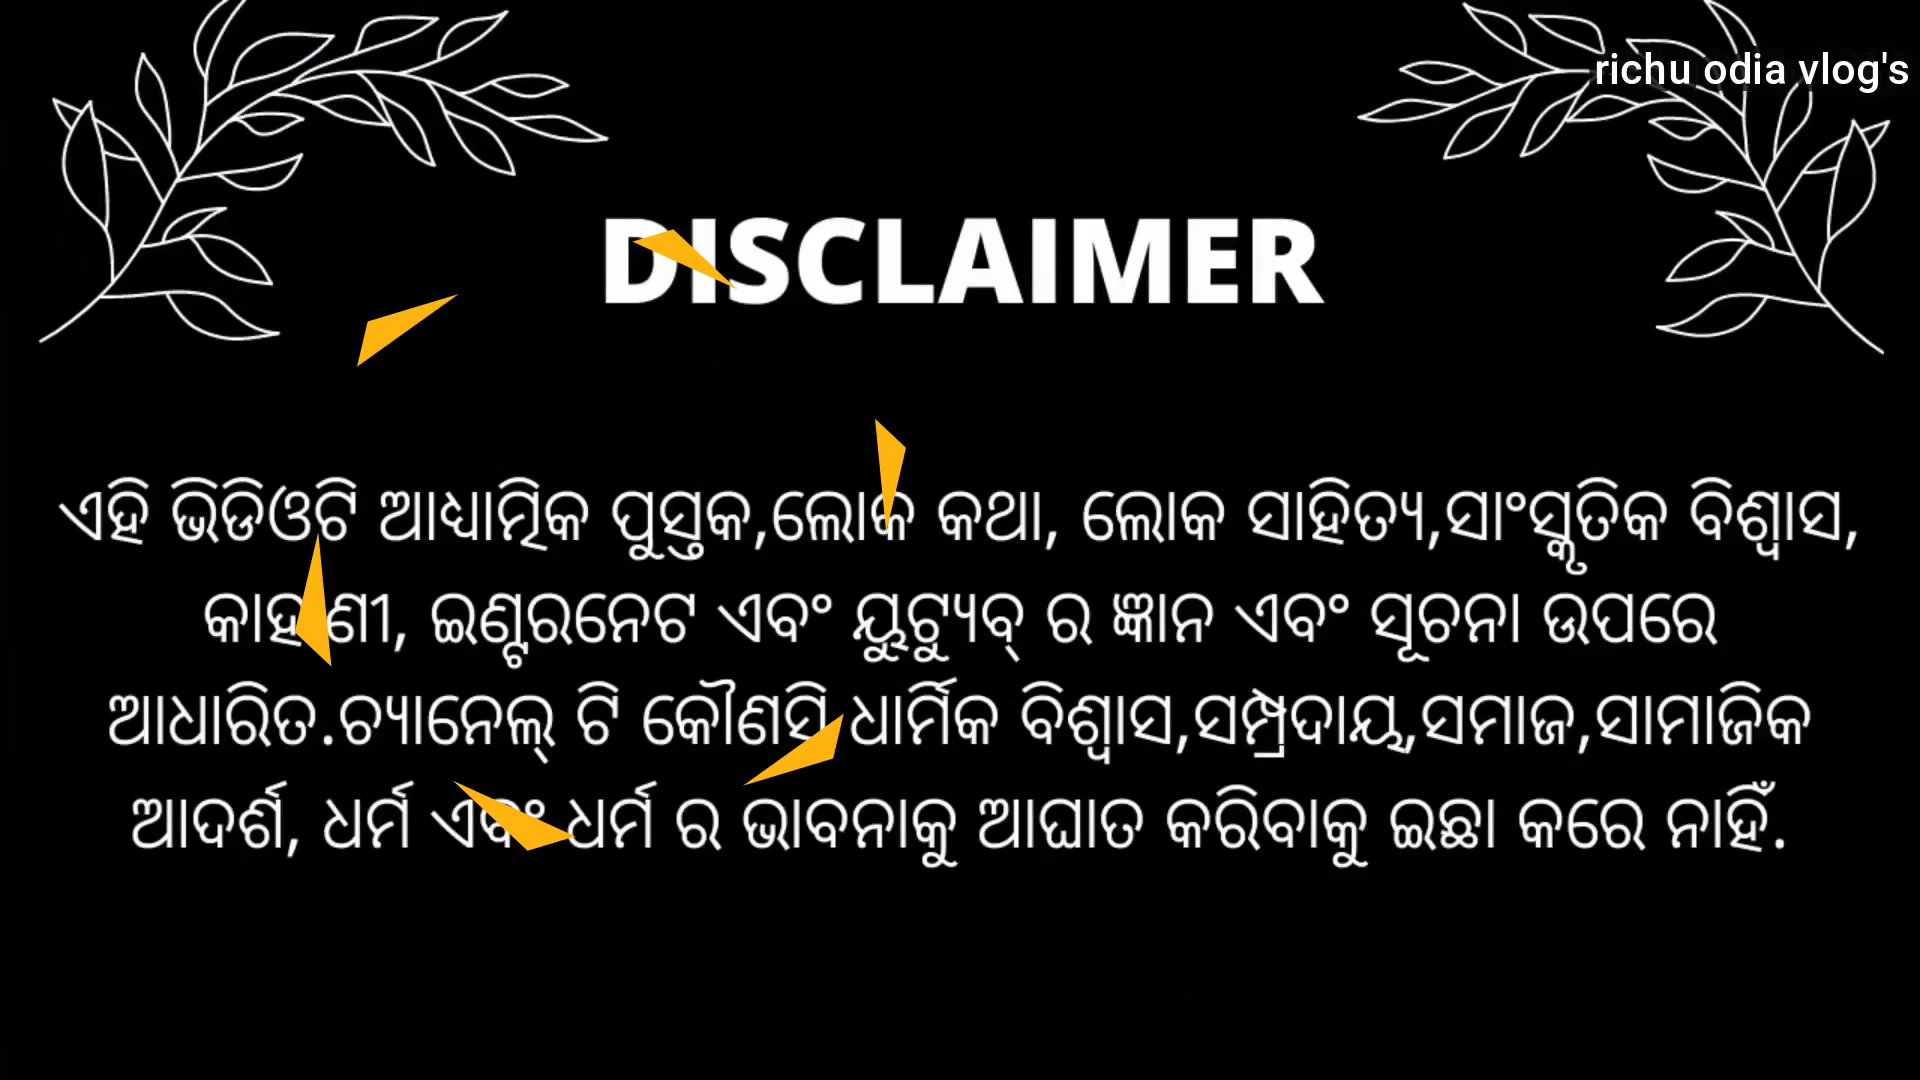 richu odia vlog's
DISCLAIMER
ଏହି ଭିଡିଓଟି ଆଧ୍ୟାତ୍ମିକ ପୁସ୍ତକ,ଲୋକ କଥା, ଲୋକ ସାହିତ୍ୟ,ସାଂସ୍କୃତିକ ବିଶ୍ୱାସ,
କାହାଣୀ, ଇଣ୍ଟରନେଟ ଏବଂ ୟୁଟ୍ୟୁବ୍ ର ଜ୍ଞାନ ଏବଂ ସୂଚନା ଉପରେ
ଆଧାରିତ.ଚ୍ୟାନେଲ୍ ଟି କୌଣସି ଧାର୍ମିକ ବିଶ୍ୱାସ,ସମ୍ପ୍ରଦାୟ,ସମାଜ,ସାମାଜିକ
ଆଦର୍ଶ, ଧର୍ମ ଏବଂ ଧର୍ମ ର ଭାବନାକୁ ଆଘାତ କରିବାକୁ ଇଛା କରେ ନାହିଁ.